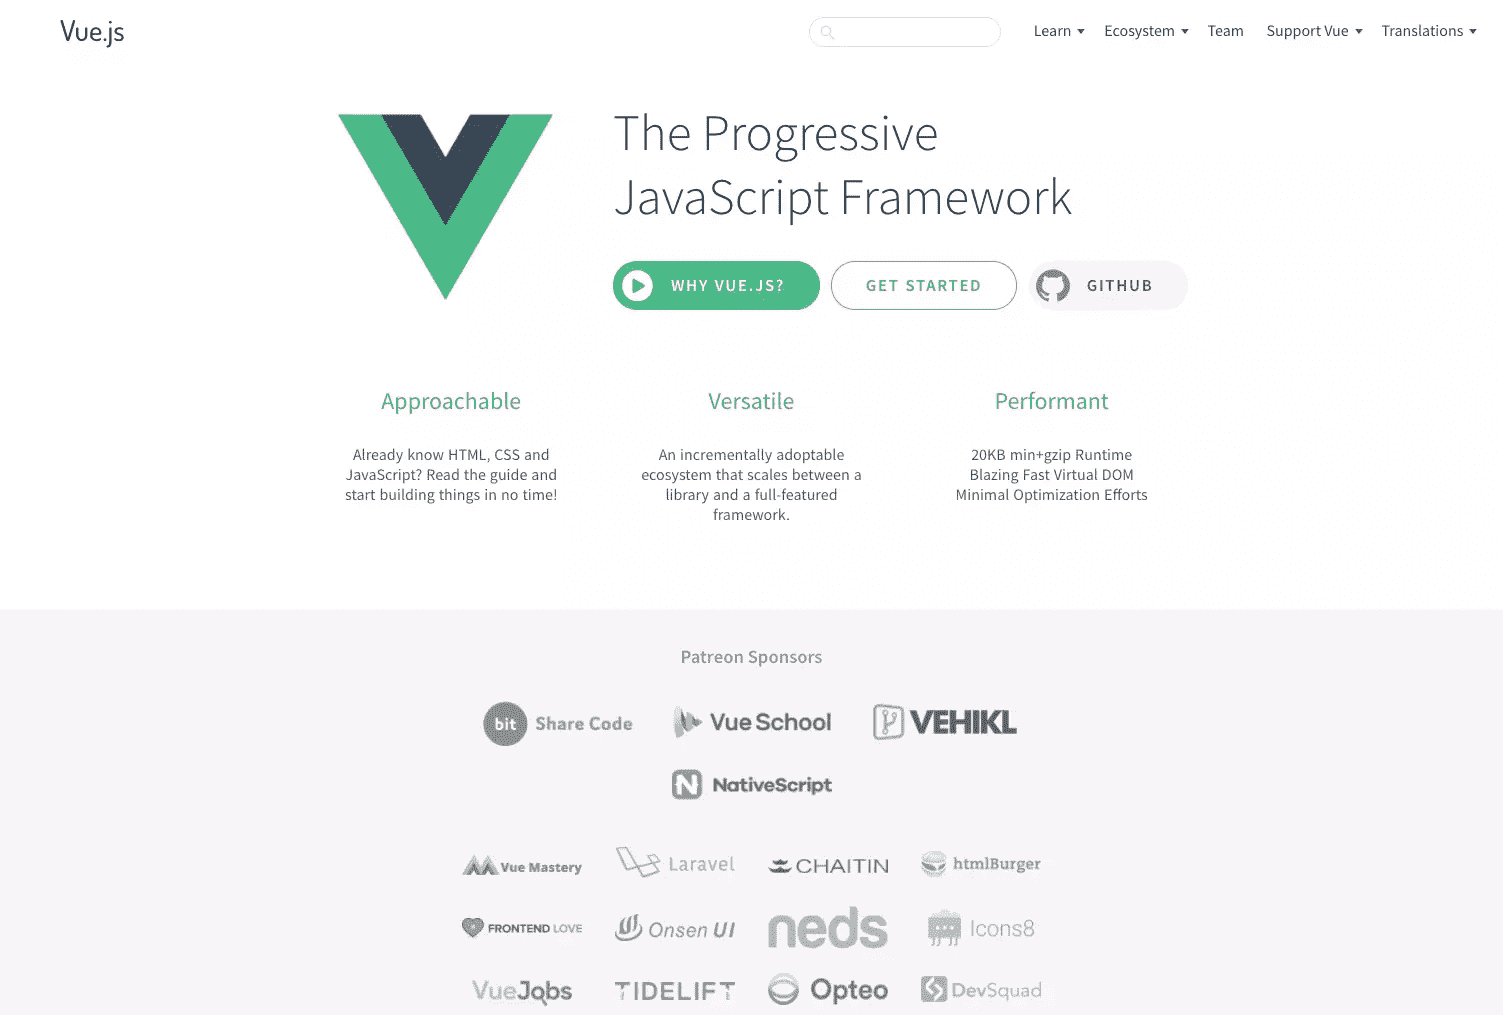 Vue.js
Learn Ecosystem Team Support Vue Translations
The Progressive
JavaScript Framework
WHY VUE.JS? GET STARTED GITHUB
Approachable
Already know HTML, CSS and
JavaScript? Read the guide and
start building things in no time!
Versatile
An incrementally adoptable
ecosystem that scales between a
library and a full-featured
framework.
Performant
20KB min+gzip Runtime
Blazing Fast Virtual DOM
Minimal Optimization Efforts
Patreon Sponsors
bit Share Code Vue School VEHIKL
N NativeScript
Vue Mastery Laravel CHAITIN htmlBurger
FRONTEND LOVE Onsen UI neds Icons8
VueJobs TIDELIFT Opteo DevSquad